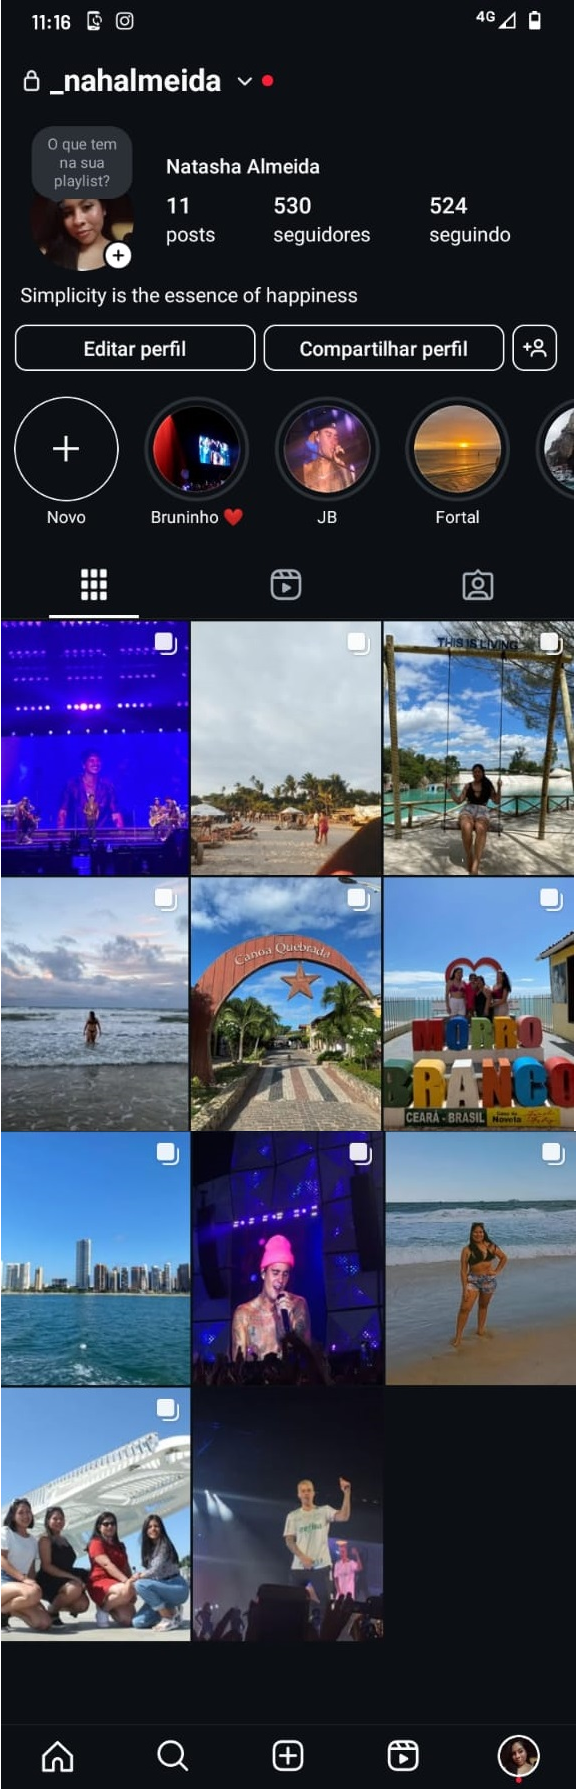 11:16
4G
_nahalmeida
O que tem
na sua
playlist?
Natasha Almeida
11
530
524
posts
seguidores
seguindo
Simplicity is the essence of happiness
Editar perfil
Compartilhar perfil
Novo
Bruninho ❤️
JB
Fortal
THIS IS LIVING
Canoa Quebrada
MORRO
BRANCO
CEARÁ - BRASIL
Novela